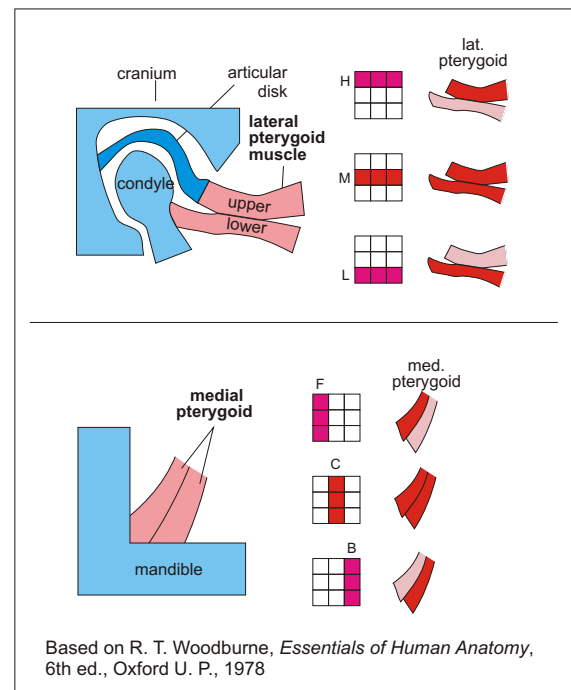 cranium
articular
disk
lateral
pterygoid
muscle
condyle
upper
lower
lat.
pterygoid
H
M
L
medial
pterygoid
mandible
med.
pterygoid
F
C
B
Based on R. T. Woodburne, Essentials of Human Anatomy,
6th ed., Oxford U. P., 1978